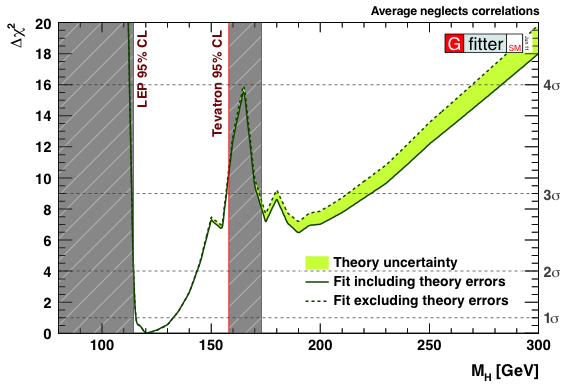 Average neglects correlations
Δχ²
20
18
16
14
12
10
8
6
4
2
0
LEP 95% CL
Tevatron 95% CL
G fitter SM
4σ
3σ
2σ
1σ
Theory uncertainty
Fit including theory errors
Fit excluding theory errors
100 150 200 250 300
M_H [GeV]